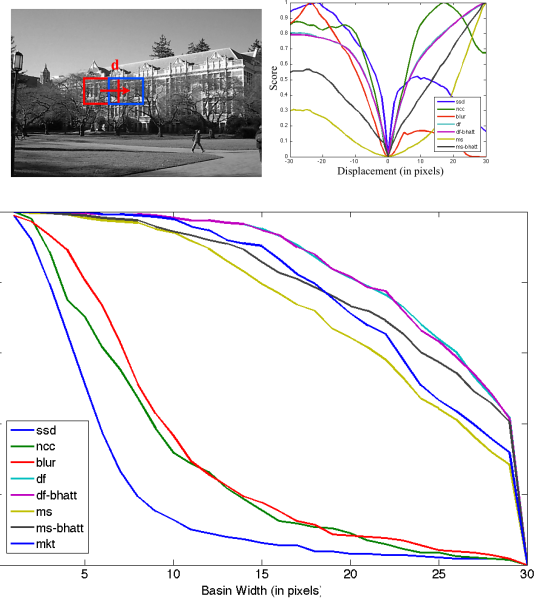 d
1
0.9
0.8
0.7
0.6
0.5
0.4
0.3
0.2
0.1
0
Score
ssd
ncc
blur
df
df-bhatt
ms
ms-bhatt
-30 -20 -10 0 10 20 30
Displacement (in pixels)
ssd
ncc
blur
df
df-bhatt
ms
ms-bhatt
mkt
5 10 15 20 25 30
Basin Width (in pixels)